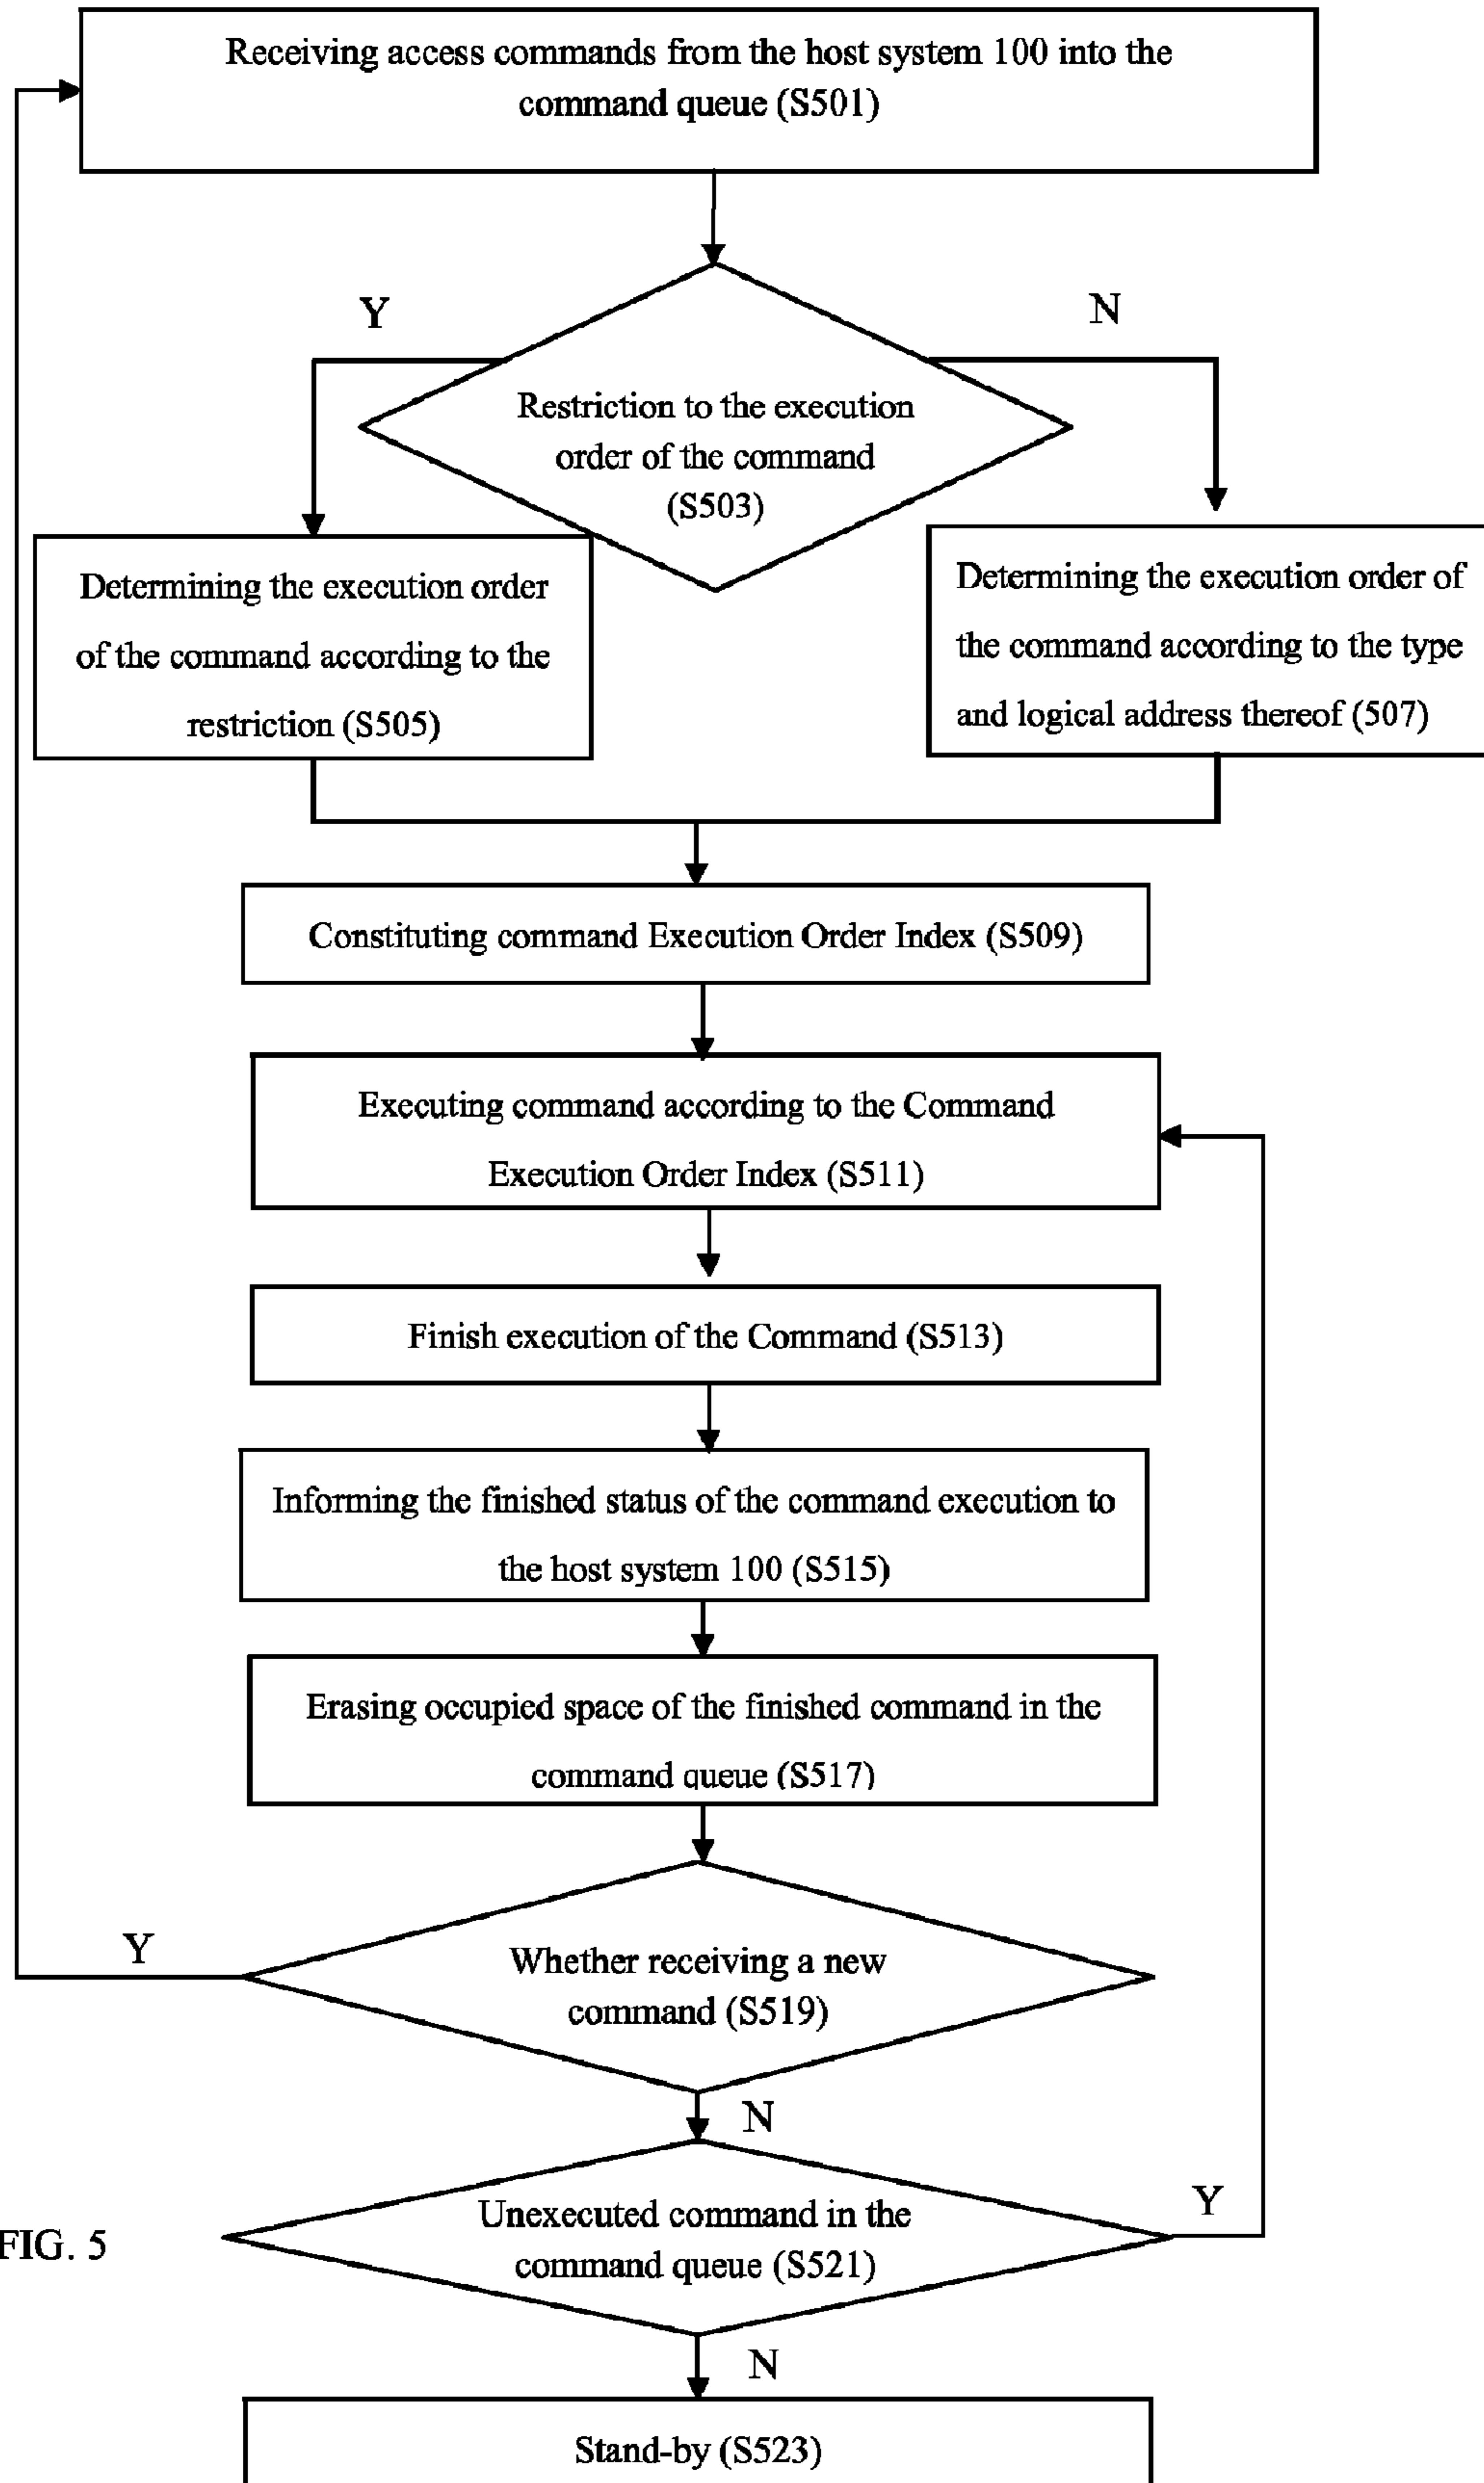 Receiving access commands from the host system 100 into the
command queue (S501)
Y
N
Restriction to the execution
order of the command
(S503)
Determining the execution order
of the command according to the
restriction (S505)
Determining the execution order of
the command according to the type
and logical address thereof (507)
Constituting command Execution Order Index (S509)
Executing command according to the Command
Execution Order Index (S511)
Finish execution of the Command (S513)
Informing the finished status of the command execution to
the host system 100 (S515)
Erasing occupied space of the finished command in the
command queue (S517)
Y
Whether receiving a new
command (S519)
N
Unexecuted command in the
command queue (S521)
Y
FIG. 5
N
Stand-by (S523)